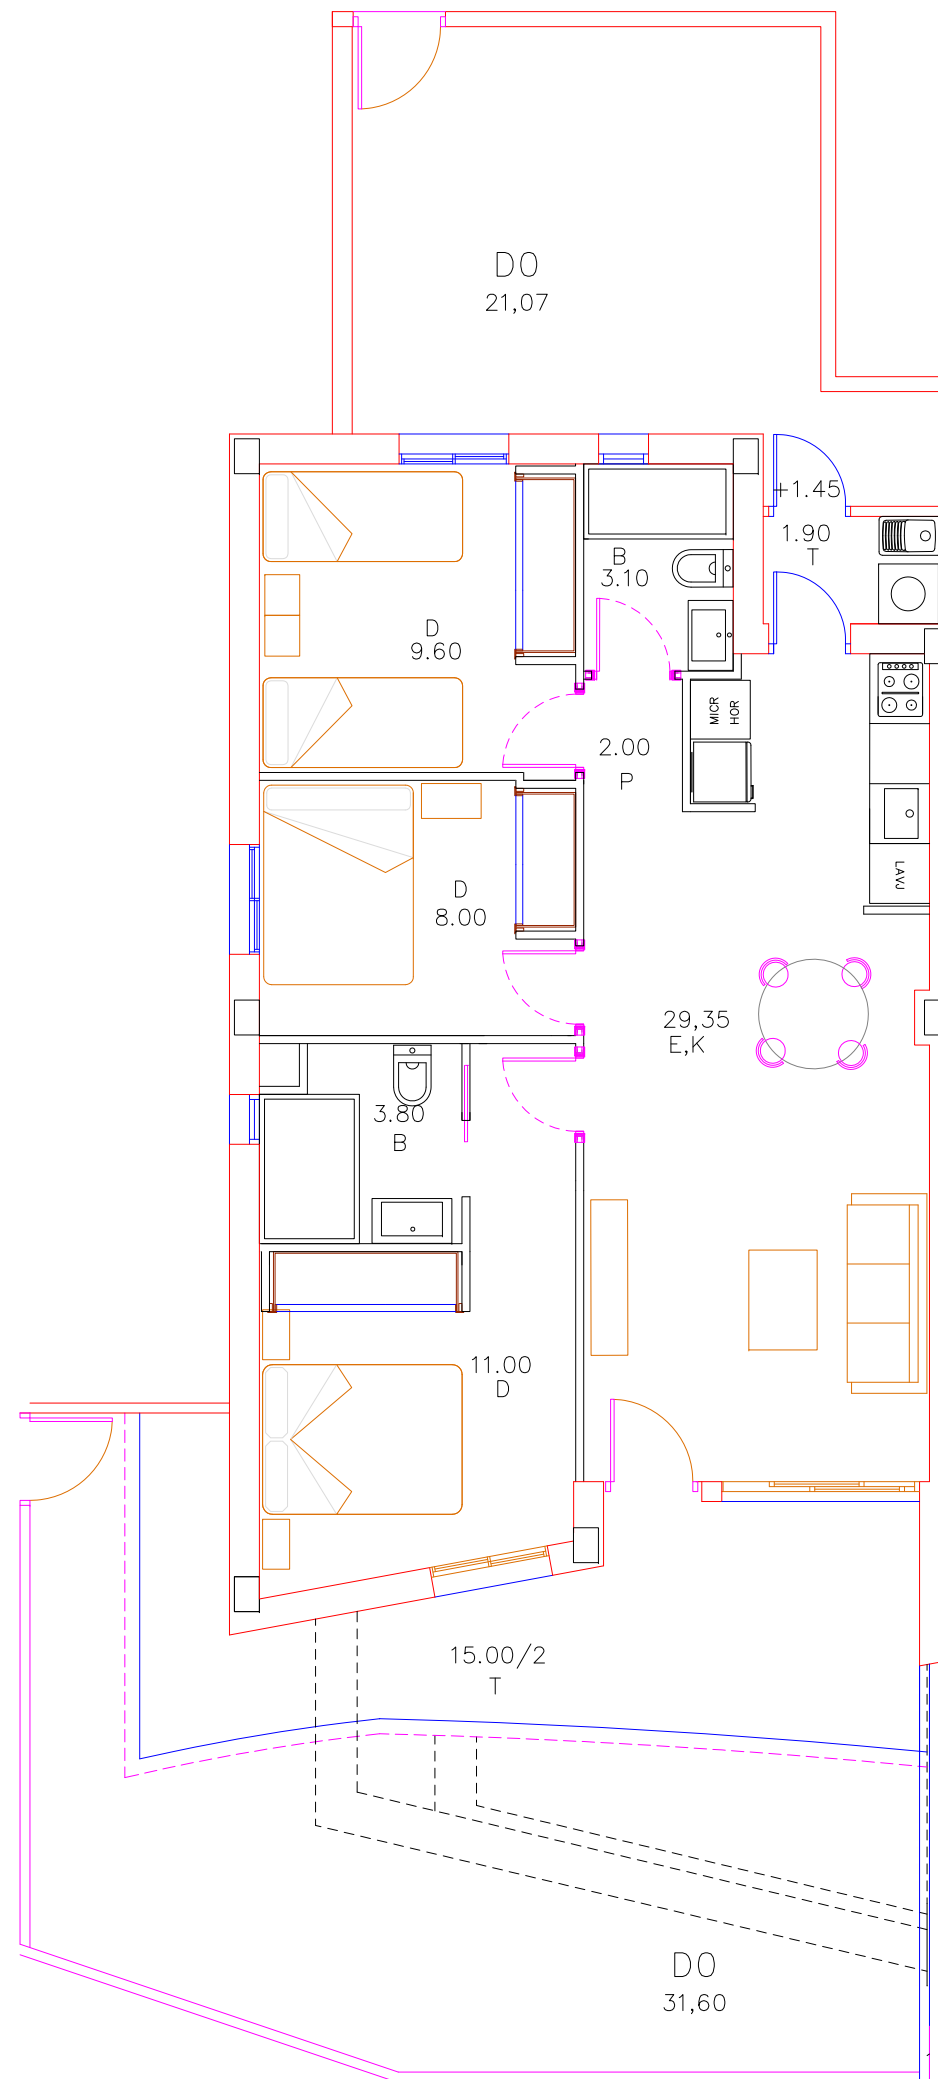 DO
21,07
+1.45
1.90
T
B
3.10
D
9.60
MICR
HOR
2.00
P
D
8.00
LAVJ
29,35
E,K
3.80
B
11.00
D
15.00/2
T
DO
31,60